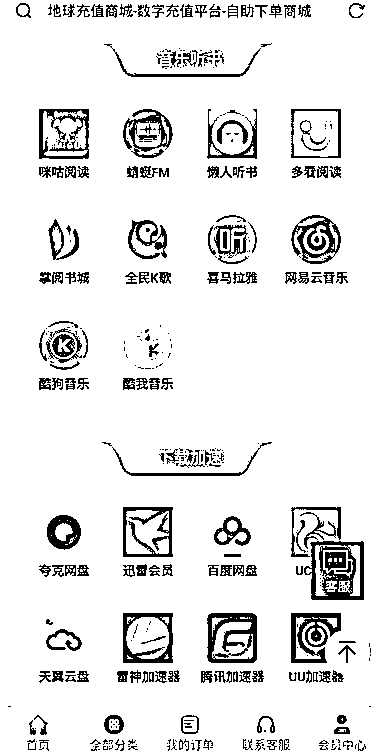 地球充值商城-数字充值平台-自助下单商城
音乐听书
咪咕阅读 蜻蜓FM 懒人听书 多看阅读
听
掌阅书城 全民K歌 喜马拉雅 网易云音乐
K K
酷狗音乐 酷我音乐
下载加速
夸克网盘 迅雷会员 百度网盘 UC
客服
天翼云盘 雷神加速器 腾讯加速器 UU加速器
首页 全部分类 我的订单 联系客服 会员中心